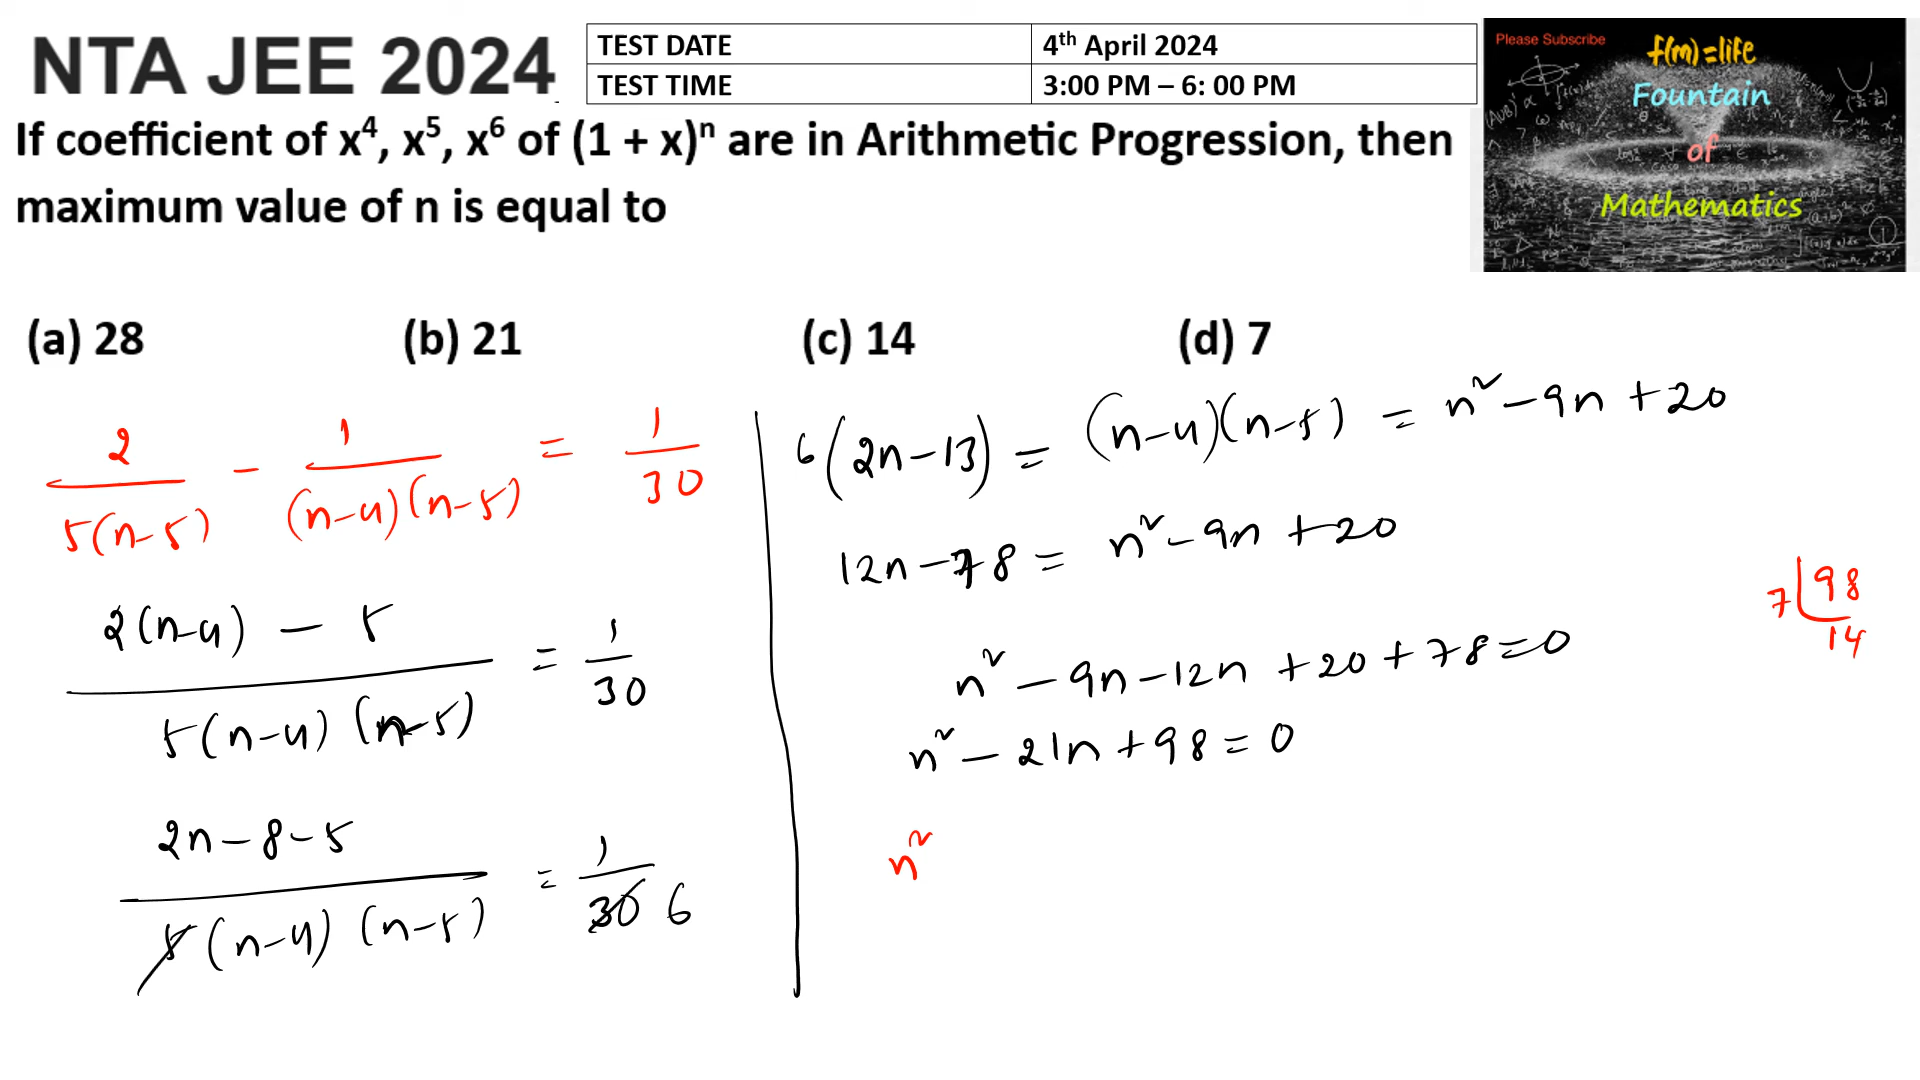 NTA JEE 2024
TEST DATE 4th April 2024
TEST TIME 3:00 PM – 6: 00 PM
Please Subscribe
f(m)=life
Fountain
of
Mathematics
If coefficient of x⁴, x⁵, x⁶ of (1 + x)ⁿ are in Arithmetic Progression, then
maximum value of n is equal to
(a) 28 (b) 21 (c) 14 (d) 7
2/5(n-5) - 1/(n-4)(n-5) = 1/30
2(n-4) - 5 / 5(n-4)(n-5) = 1/30
2n-8-5 / 5(n-4)(n-5) = 1/30 6
6(2n-13) = (n-4)(n-5) = n²-9n+20
12n-78 = n²-9n+20
n²-9n-12n+20+78=0
n²-21n+98=0
n²
7 98
14